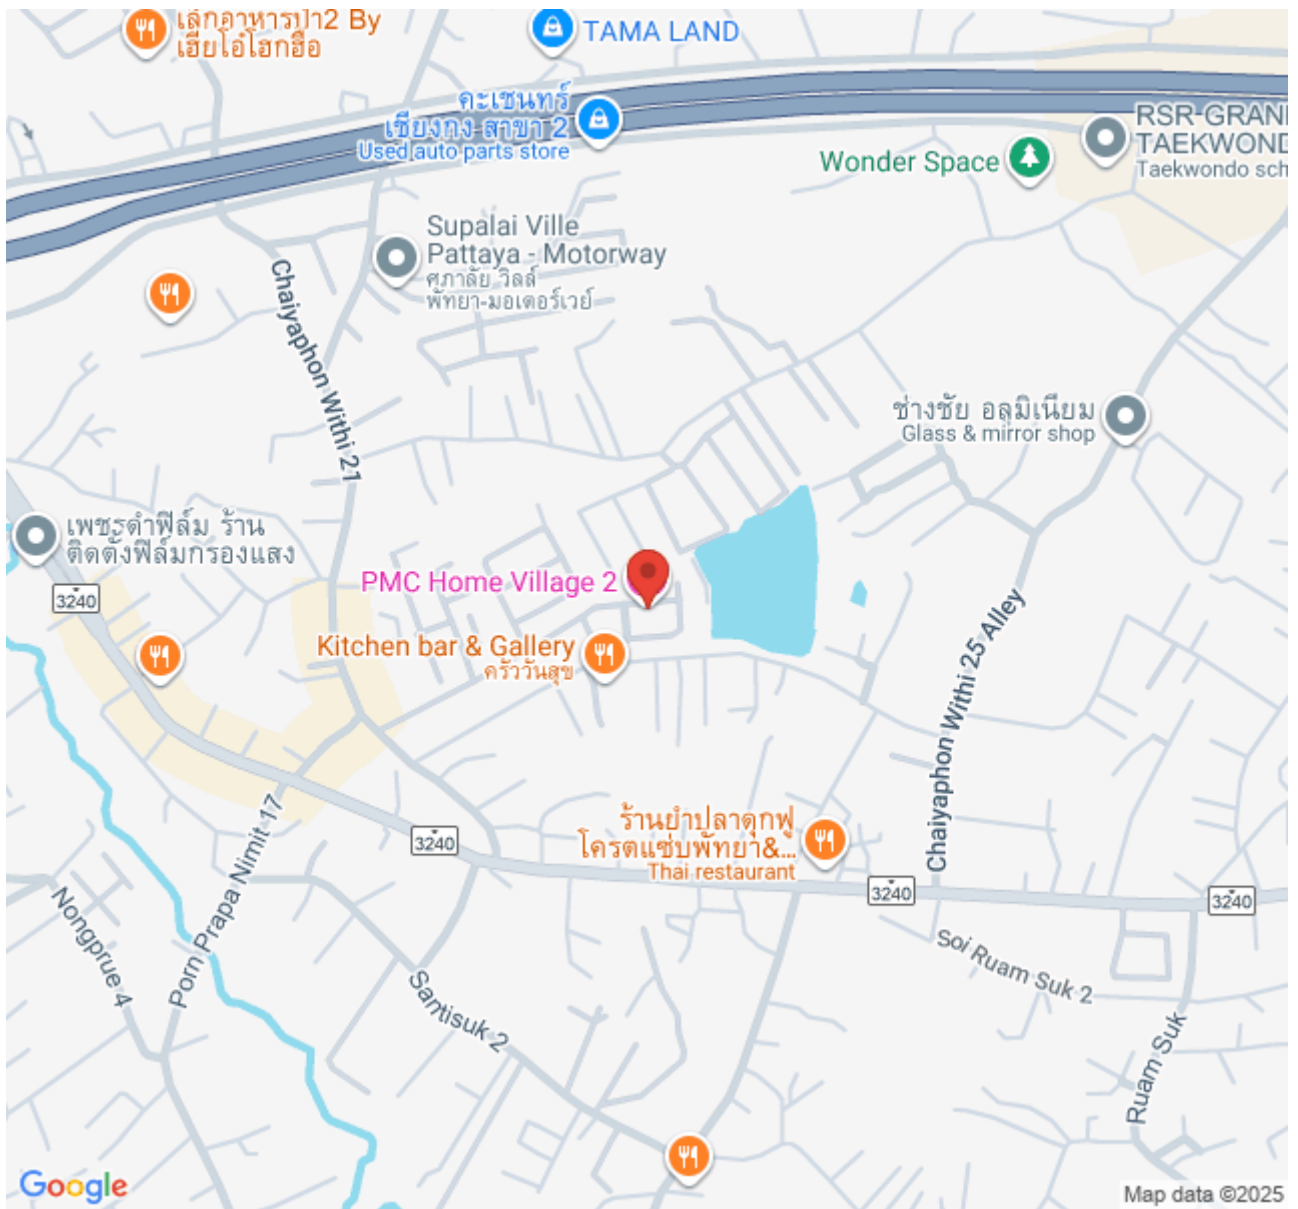 เล็กอาหารป่า2 By
เฮียโอ๋โฮกฮือ
TAMA LAND
คะเชนทร์
เซียงกง สาขา 2
Used auto parts store
RSR-GRAN
TAEKWOND
Taekwondo sch
Wonder Space
Supalai Ville
Pattaya - Motorway
ศุภาลัย วิลล์
พัทยา-มอเตอร์เวย์
Chaiyaphon Withi 21
ช่างชัย อลูมิเนียม
Glass & mirror shop
เพชรดำฟิล์ม ร้าน
ติดตั้งฟิล์มกรองแสง
PMC Home Village 2
3240
Kitchen bar & Gallery
ครัววันสุข
Chaiyaphon Withi 25 Alley
ร้านยำปลาดุกฟู
โครตแซ่บพัทยา&...
Thai restaurant
3240
3240
3240
Porn Prapa Nimit 17
Nongprue 4
Santisuk 2
Soi Ruam Suk 2
Ruam Suk
Google
Map data ©2025